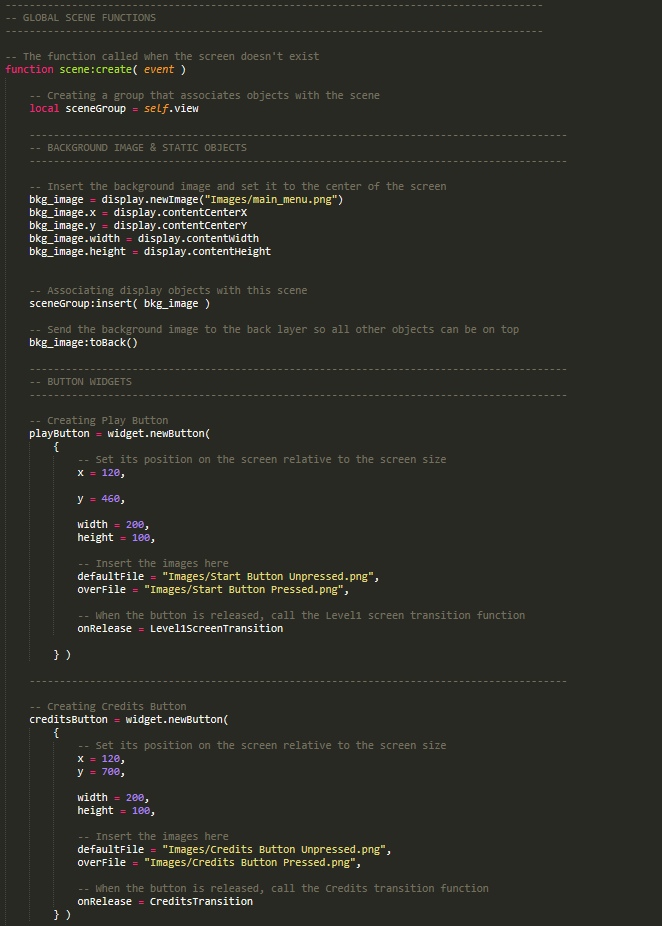 -----------------------------------------------------------------------------------------
-- GLOBAL SCENE FUNCTIONS
-----------------------------------------------------------------------------------------
-- The function called when the screen doesn't exist
function scene:create( event )
-- Creating a group that associates objects with the scene
local sceneGroup = self.view
-----------------------------------------------------------------------------------------
-- BACKGROUND IMAGE & STATIC OBJECTS
-----------------------------------------------------------------------------------------
-- Insert the background image and set it to the center of the screen
bkg_image = display.newImage("Images/main_menu.png")
bkg_image.x = display.contentCenterX
bkg_image.y = display.contentCenterY
bkg_image.width = display.contentWidth
bkg_image.height = display.contentHeight
-- Associating display objects with this scene
sceneGroup:insert( bkg_image )
-- Send the background image to the back layer so all other objects can be on top
bkg_image:toBack()
-----------------------------------------------------------------------------------------
-- BUTTON WIDGETS
-----------------------------------------------------------------------------------------
-- Creating Play Button
playButton = widget.newButton(
{
-- Set its position on the screen relative to the screen size
x = 120,
y = 460,
width = 200,
height = 100,
-- Insert the images here
defaultFile = "Images/Start Button Unpressed.png",
overFile = "Images/Start Button Pressed.png",
-- When the button is released, call the Level1 screen transition function
onRelease = Level1ScreenTransition
} )
-----------------------------------------------------------------------------------------
-- Creating Credits Button
creditsButton = widget.newButton(
{
-- Set its position on the screen relative to the screen size
x = 120,
y = 700,
width = 200,
height = 100,
-- Insert the images here
defaultFile = "Images/Credits Button Unpressed.png",
overFile = "Images/Credits Button Pressed.png",
-- When the button is released, call the Credits transition function
onRelease = CreditsTransition
} )